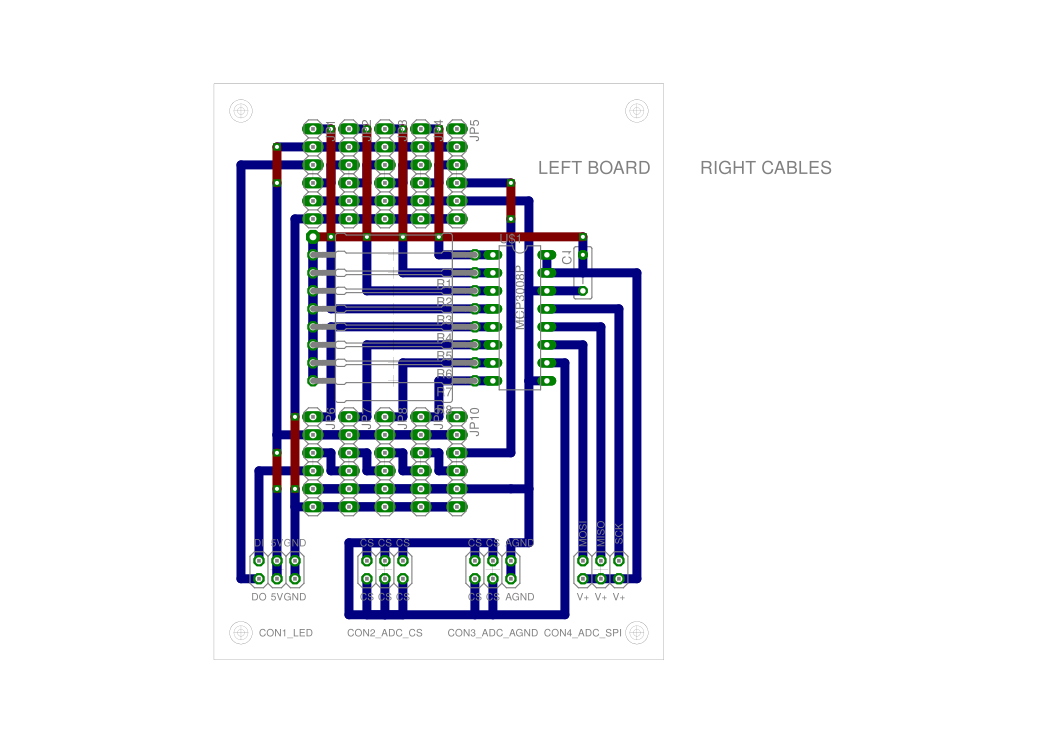 JP1 JP2 JP3 JP4 JP5
LEFT BOARD RIGHT CABLES
US1
C1
MCP3008P
R1
R2
R3
R4
R5
R6
R7
JP6 JP7 JP8 JP9 JP10
DI 5V GND CS CS CS CS CS AGND MOSI MISO SCK
DO 5V GND CS CS CS CS CS AGND V+ V+ V+
CON1_LED CON2_ADC_CS CON3_ADC_AGND CON4_ADC_SPI